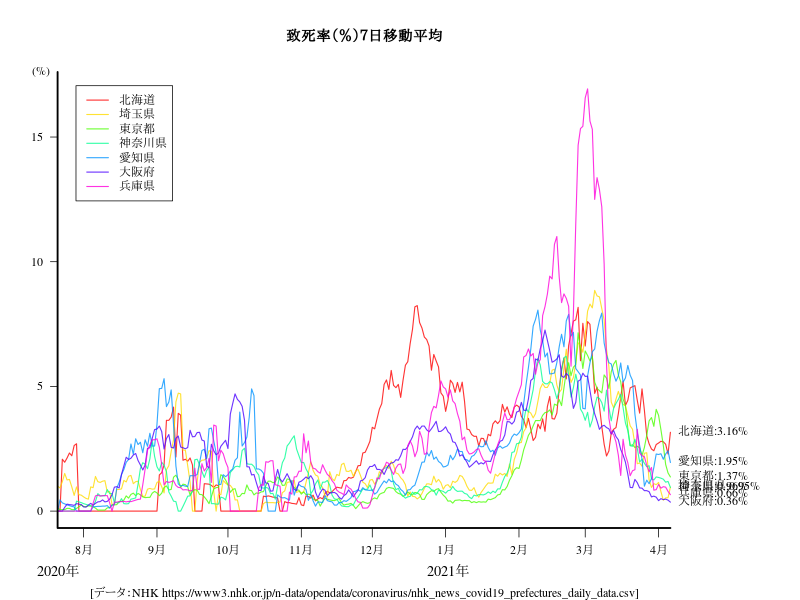 致死率(%)7日移動平均
(%)
北海道
埼玉県
東京都
神奈川県
愛知県
大阪府
兵庫県
15
10
5
0
北海道:3.16%
愛知県:1.95%
東京都:1.37%
兵庫県:0.66%
大阪府:0.36%
8月 9月 10月 11月 12月 1月 2月 3月 4月
2020年 2021年
[データ:NHK https://www3.nhk.or.jp/n-data/opendata/coronavirus/nhk_news_covid19_prefectures_daily_data.csv]